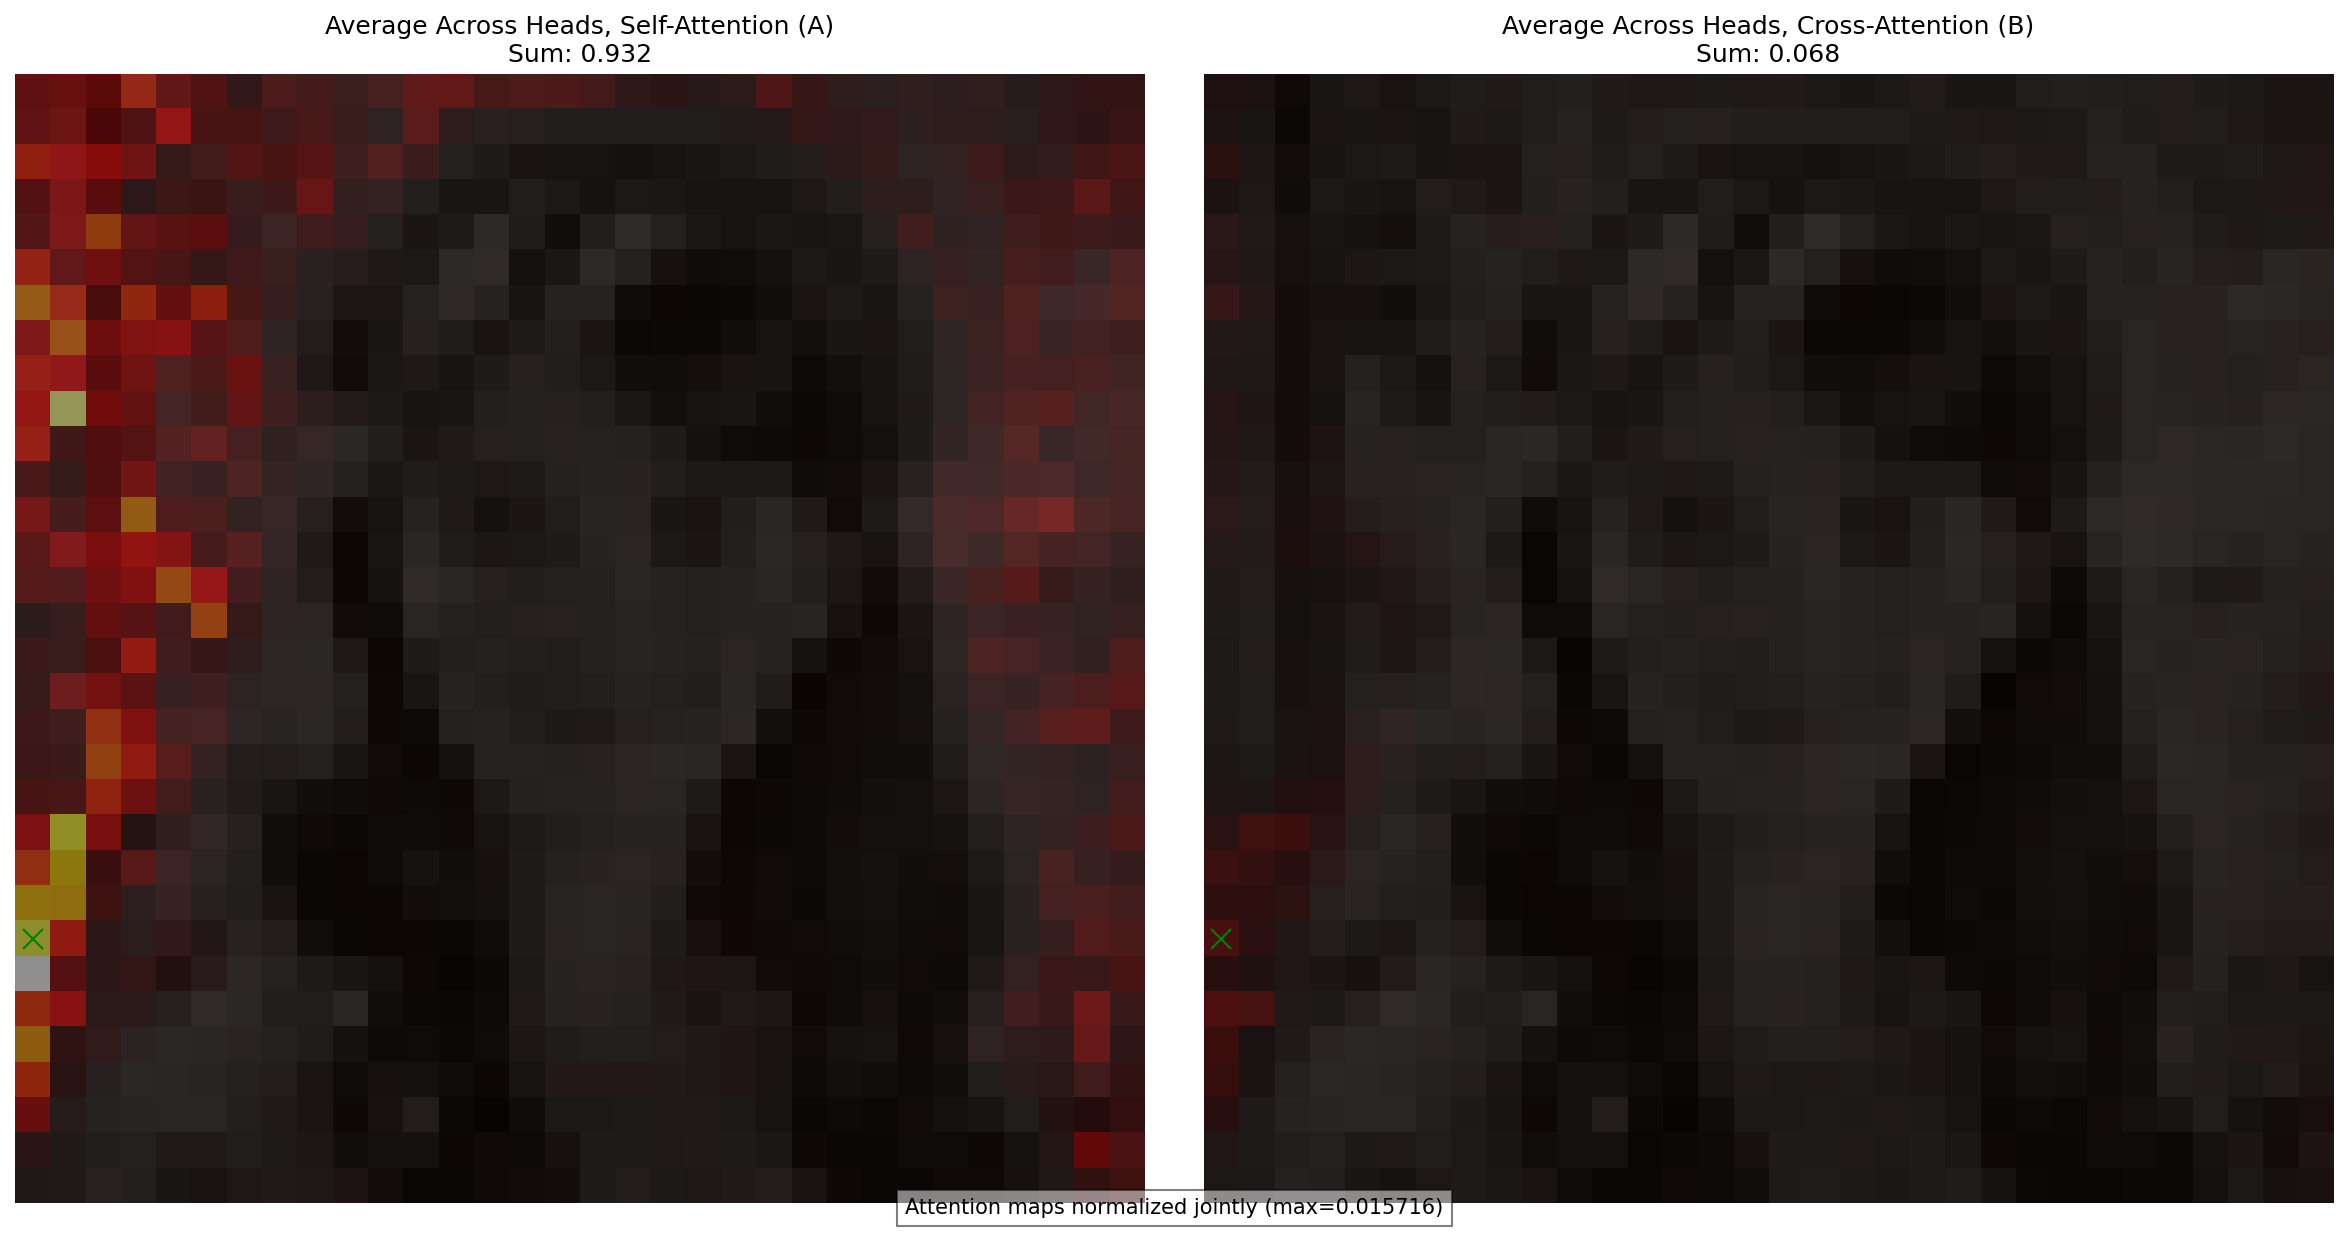 Average Across Heads, Self-Attention (A)
Sum: 0.932
Average Across Heads, Cross-Attention (B)
Sum: 0.068
Attention maps normalized jointly (max=0.015716)